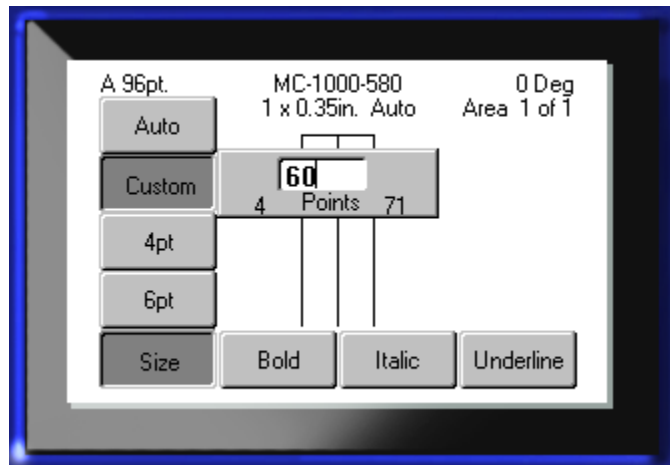 A 96pt. MC-1000-580 0 Deg
1 x 0.35in. Auto Area 1 of 1
Auto
Custom
60
4 Points 71
4pt
6pt
Size Bold Italic Underline